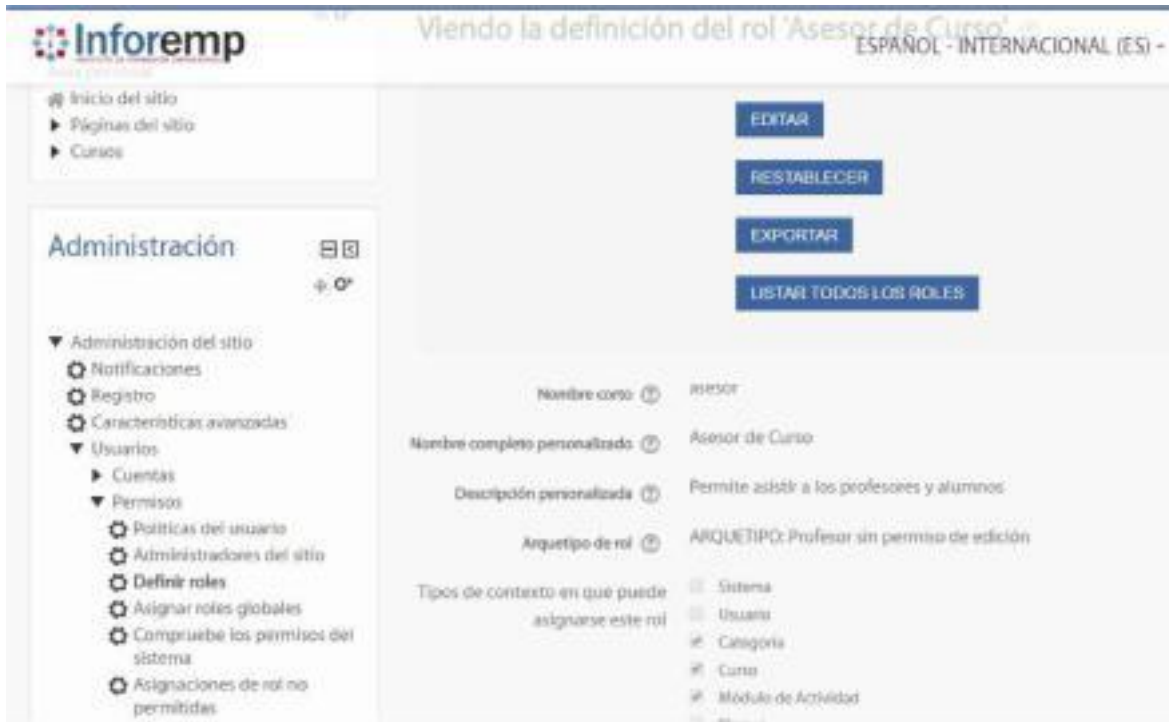 Viendo la definición del rol 'Asesor de Curso'
Inforemp
ESPAÑOL - INTERNACIONAL (ES)
Inicio del sitio
Páginas del sitio
Cursos
EDITAR
RESTABLECER
EXPORTAR
LISTAR TODOS LOS ROLES
Administración
Administración del sitio
Notificaciones
Registro
Características avanzadas
Usuarios
Cuentas
Permisos
Políticas del usuario
Administradores del sitio
Definir roles
Asignar roles globales
Compruebe los permisos del
sistema
Asignaciones de rol no
permitidas
Nombre corto
asesor
Nombre completo personalizado
Asesor de Curso
Descripción personalizada
Permite asistir a los profesores y alumnos
Arquetipo de rol
ARQUETIPO: Profesor sin permiso de edición
Tipos de contexto en que puede
asignarse este rol
Sistema
Usuario
Categoría
Curso
Módulo de Actividad